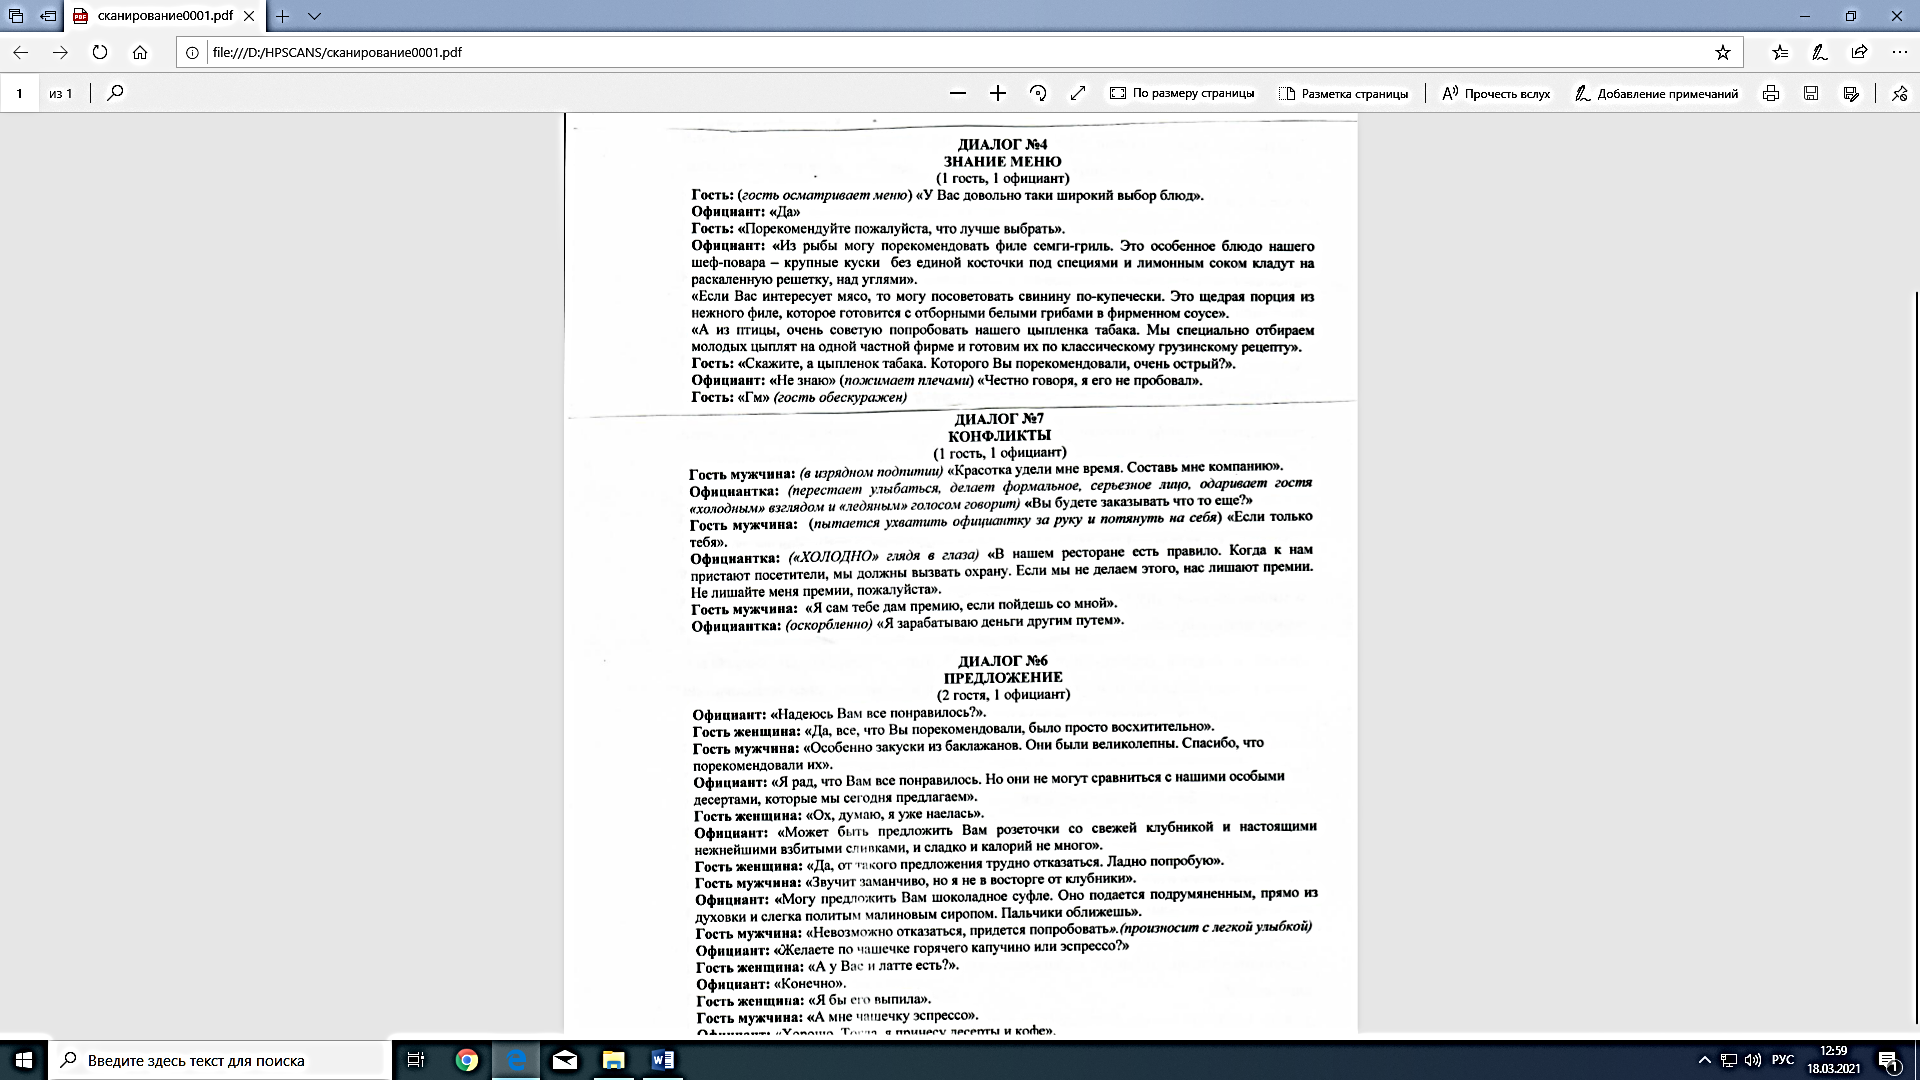 сканирование0001.pdf
file:///D:/HPSCANS/сканирование0001.pdf
1 из 1 По размеру страницы Разметка страницы Прочесть вслух Добавление примечаний
ДИАЛОГ №4
ЗНАНИЕ МЕНЮ
(1 гость, 1 официант)
Гость: (гость осматривает меню) «У Вас довольно таки широкий выбор блюд».
Официант: «Да»
Гость: «Порекомендуйте пожалуйста, что лучше выбрать».
Официант: «Из рыбы могу порекомендовать филе семги-гриль. Это особенное блюдо нашего
шеф-повара – крупные куски без единой косточки под специями и лимонным соком кладут на
раскаленную решетку, над углями».
«Если Вас интересует мясо, то могу посоветовать свинину по-купечески. Это щедрая порция из
нежного филе, которое готовится с отборными белыми грибами в фирменном соусе».
«А из птицы, очень советую попробовать нашего цыпленка табака. Мы специально отбираем
молодых цыплят на одной частной фирме и готовим их по классическому грузинскому рецепту».
Гость: «Скажите, а цыпленок табака. Которого Вы порекомендовали, очень острый?».
Официант: «Не знаю» (пожимает плечами) «Честно говоря, я его не пробовал».
Гость: «Гм» (гость обескуражен)
ДИАЛОГ №7
КОНФЛИКТЫ
(1 гость, 1 официант)
Гость мужчина: (в изрядном подпитии) «Красотка удели мне время. Составь мне компанию».
Официантка: (перестает улыбаться, делает формальное, серьезное лицо, одаривает гостя
«холодным» взглядом и «ледяным» голосом говорит) «Вы будете заказывать что то еще?»
Гость мужчина: (пытается ухватить официантку за руку и потянуть на себя) «Если только
тебя».
Официантка: («ХОЛОДНО» глядя в глаза) «В нашем ресторане есть правило. Когда к нам
пристают посетители, мы должны вызвать охрану. Если мы не делаем этого, нас лишают премии.
Не лишайте меня премии, пожалуйста».
Гость мужчина: «Я сам тебе дам премию, если пойдешь со мной».
Официантка: (оскорбленно) «Я зарабатываю деньги другим путем».
ДИАЛОГ №6
ПРЕДЛОЖЕНИЕ
(2 гостя, 1 официант)
Официант: «Надеюсь Вам все понравилось?».
Гость женщина: «Да, все, что Вы порекомендовали, было просто восхитительно».
Гость мужчина: «Особенно закуски из баклажанов. Они были великолепны. Спасибо, что
порекомендовали их».
Официант: «Я рад, что Вам все понравилось. Но они не могут сравниться с нашими особыми
десертами, которые мы сегодня предлагаем».
Гость женщина: «Ох, думаю, я уже наелась».
Официант: «Может быть предложить Вам розеточки со свежей клубникой и настоящими
нежнейшими взбитыми сливками, и сладко и калорий не много».
Гость женщина: «Да, от такого предложения трудно отказаться. Ладно попробую».
Гость мужчина: «Звучит заманчиво, но я не в восторге от клубники».
Официант: «Могу предложить Вам шоколадное суфле. Оно подается подрумяненным, прямо из
духовки и слегка политым малиновым сиропом. Пальчики оближешь».
Гость мужчина: «Невозможно отказаться, придется попробовать».(произносит с легкой улыбкой)
Официант: «Желаете по чашечке горячего капучино или эспрессо?»
Гость женщина: «А у Вас и латте есть?».
Официант: «Конечно».
Гость женщина: «Я бы его выпила».
Гость мужчина: «А мне чашечку эспрессо».
Официант: «Хорошо. Тогда, я принесу десерты и кофе».
Введите здесь текст для поиска
РУС
12:59
18.03.2021
1